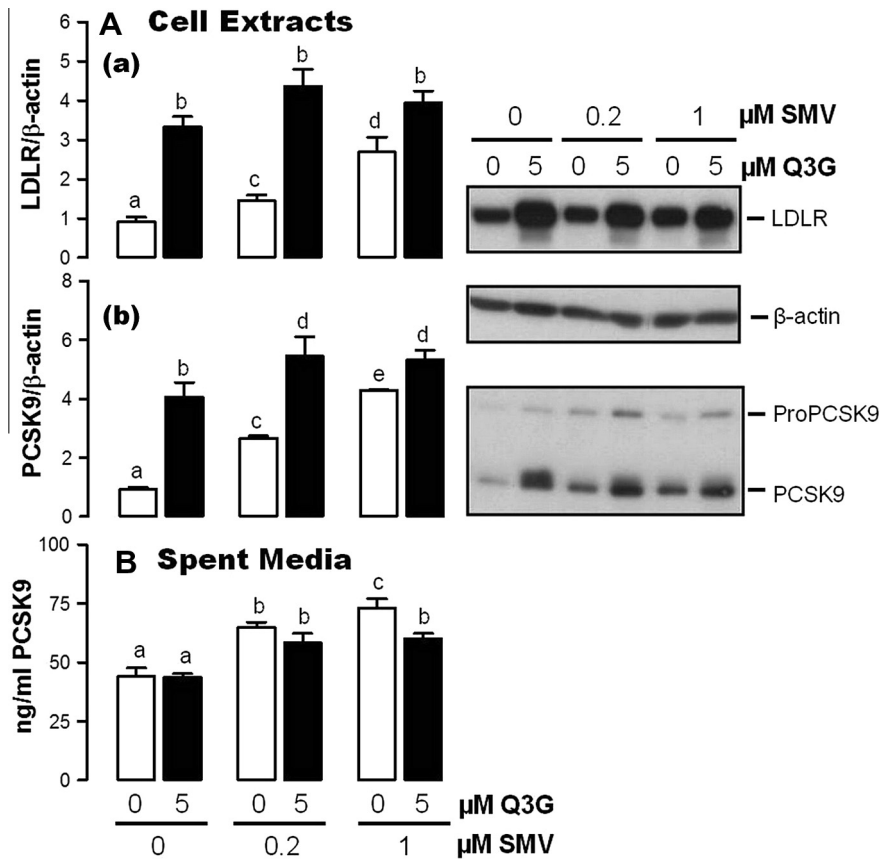 A Cell Extracts
(a)
LDLR/β-actin
6
5
4
3
2
1
0
a
b
c
b
d
b
(b)
PCSK9/β-actin
8
6
4
2
0
a
b
c
d
e
d
0 0.2 1 µM SMV
0 5 0 5 0 5 µM Q3G
LDLR
β-actin
ProPCSK9
PCSK9
B Spent Media
ng/ml PCSK9
100
75
50
25
0
a
a
b
b
c
b
0 5 0 5 0 5 µM Q3G
0 0.2 1 µM SMV